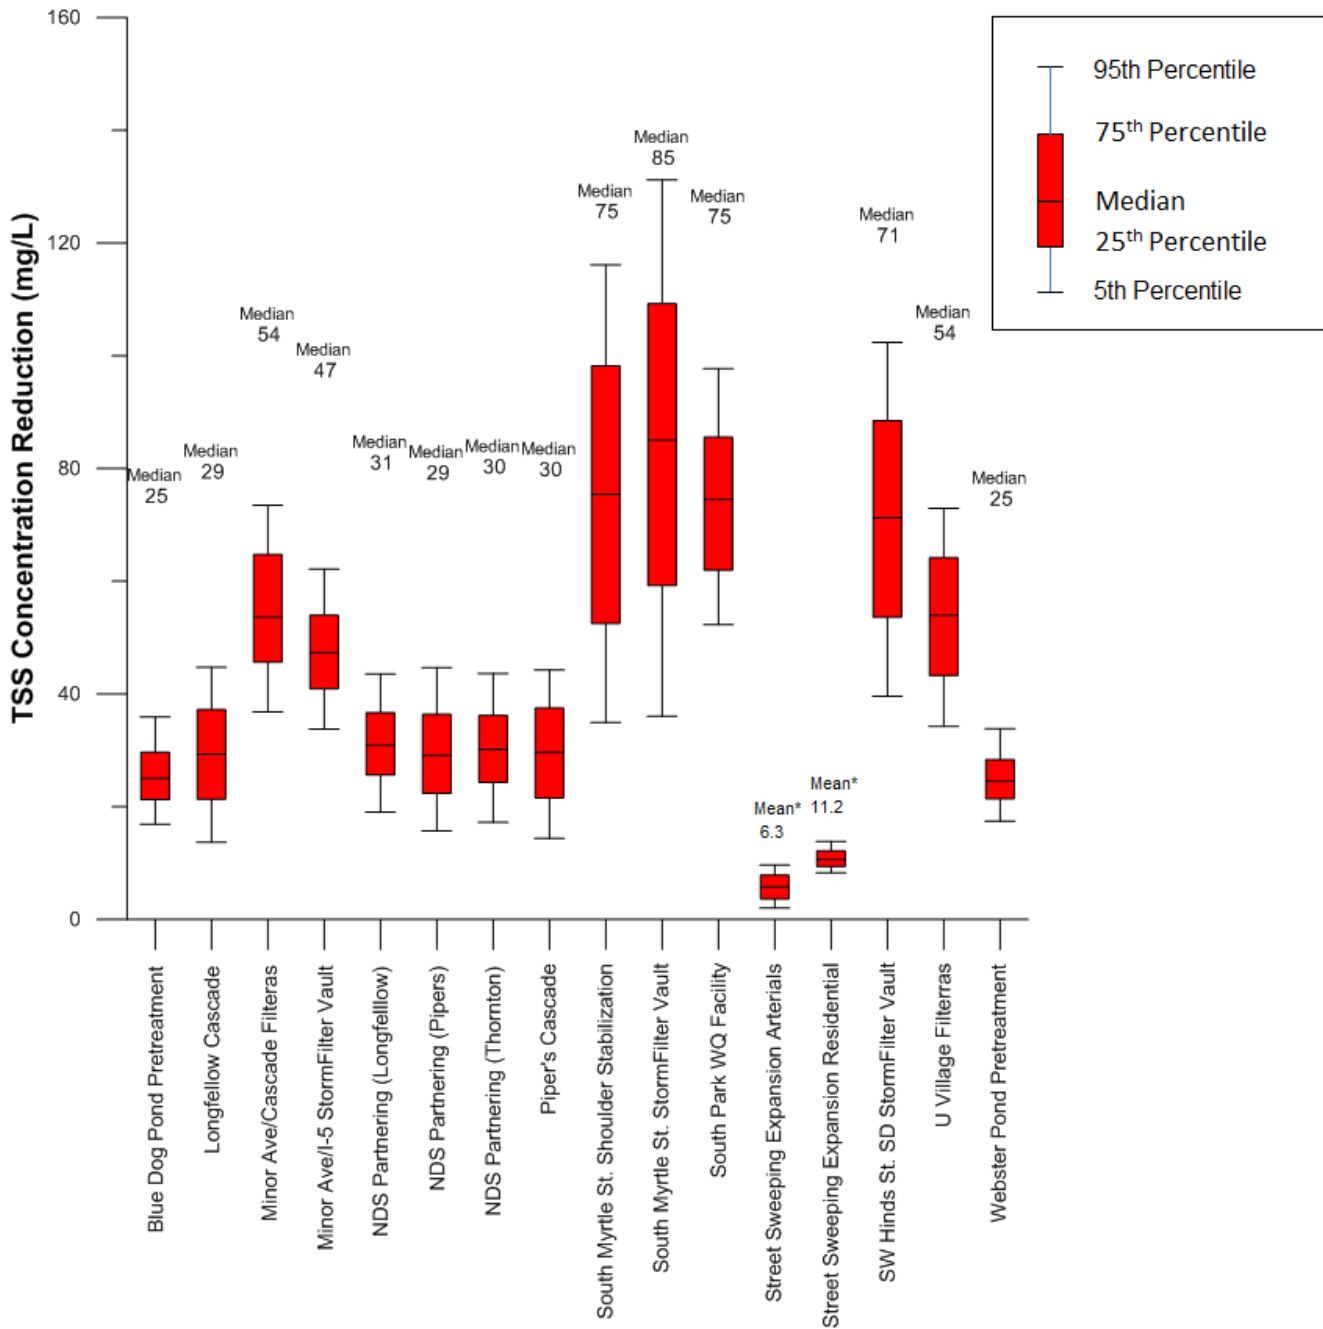 160
120
80
40
0
TSS Concentration Reduction (mg/L)
95th Percentile
75th Percentile
Median
25th Percentile
5th Percentile
Median
25
Median
29
Median
54
Median
47
Median
31
Median
29
Median
30
Median
30
Median
75
Median
85
Median
75
Mean*
6.3
Mean*
11.2
Median
71
Median
54
Median
25
Blue Dog Pond Pretreatment
Longfellow Cascade
Minor Ave/Cascade Filteras
Minor Ave/I-5 StormFilter Vault
NDS Partnering (Longfelllow)
NDS Partnering (Pipers)
NDS Partnering (Thornton)
Piper's Cascade
South Myrtle St. Shoulder Stabilization
South Myrtle St. StormFilter Vault
South Park WQ Facility
Street Sweeping Expansion Arterials
Street Sweeping Expansion Residential
SW Hinds St. SD StormFilter Vault
U Village Filterras
Webster Pond Pretreatment